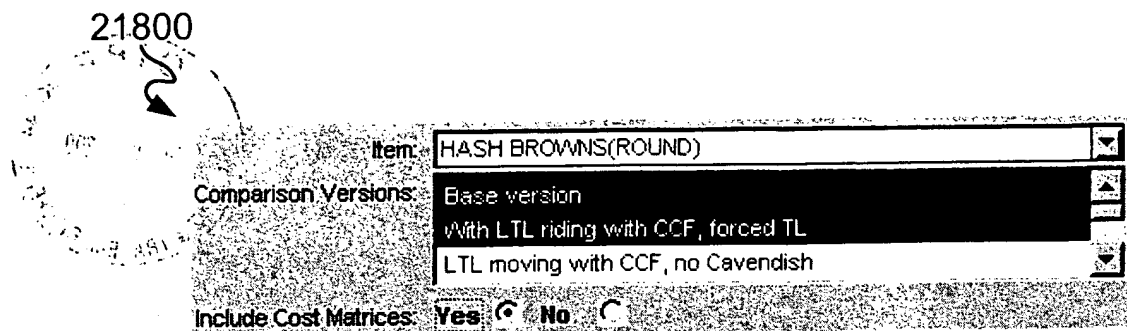 21800
Item: HASH BROWNS(ROUND)
Comparison Versions: Base version
With LTL riding with CCF, forced TL
LTL moving with CCF, no Cavendish
Include Cost Matrices: Yes No